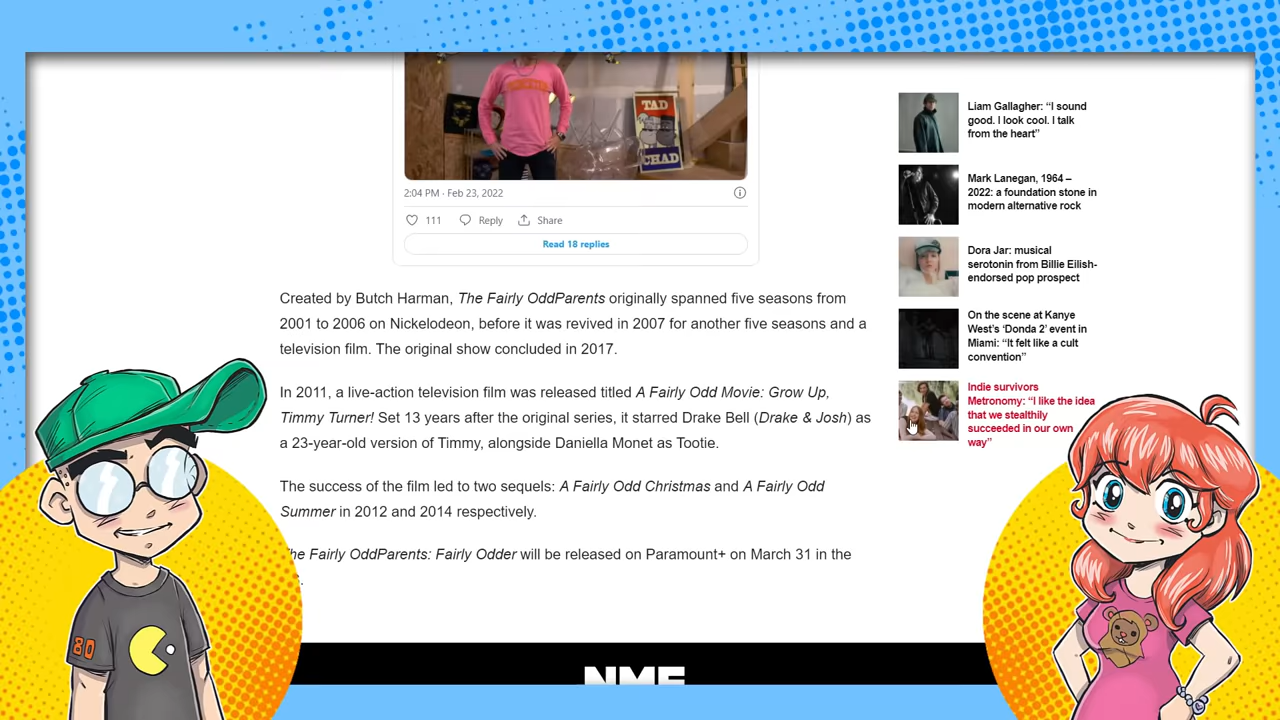 TAD
CHAD
2:04 PM · Feb 23, 2022
111 Reply Share
Read 18 replies
Created by Butch Harman, The Fairly OddParents originally spanned five seasons from
2001 to 2006 on Nickelodeon, before it was revived in 2007 for another five seasons and a
television film. The original show concluded in 2017.
In 2011, a live-action television film was released titled A Fairly Odd Movie: Grow Up,
Timmy Turner! Set 13 years after the original series, it starred Drake Bell (Drake & Josh) as
a 23-year-old version of Timmy, alongside Daniella Monet as Tootie.
The success of the film led to two sequels: A Fairly Odd Christmas and A Fairly Odd
Summer in 2012 and 2014 respectively.
he Fairly OddParents: Fairly Odder will be released on Paramount+ on March 31 in the
Liam Gallagher: “I sound
good. I look cool. I talk
from the heart”
Mark Lanegan, 1964 –
2022: a foundation stone in
modern alternative rock
Dora Jar: musical
serotonin from Billie Eilish-
endorsed pop prospect
On the scene at Kanye
West’s ‘Donda 2’ event in
Miami: “It felt like a cult
convention”
Indie survivors
Metronomy: “I like the idea
that we stealthily
succeeded in our own
way”
80
NME